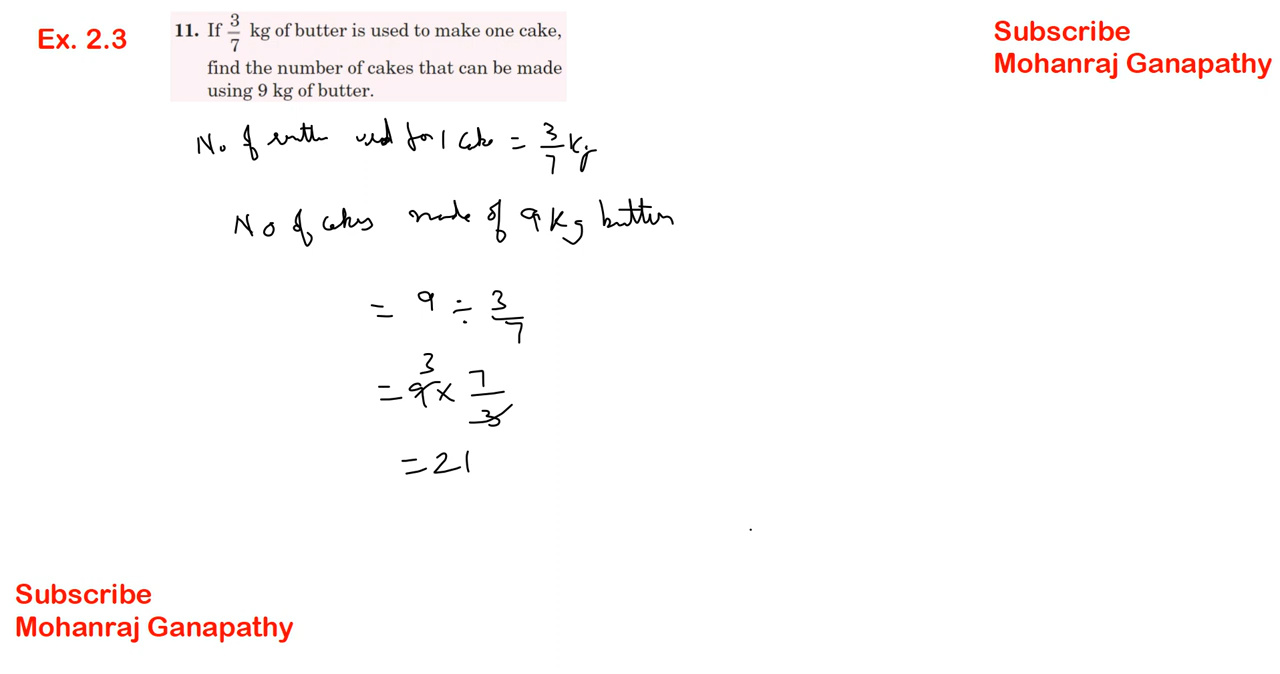 Ex. 2.3
11. If 3/7 kg of butter is used to make one cake,
find the number of cakes that can be made
using 9 kg of butter.
Subscribe
Mohanraj Ganapathy
No. of used for 1 cake = 3/7 Kg
No of cakes made of 9 Kg butter
= 9 ÷ 3/7
3
= 9 × 7/3
= 21
Subscribe
Mohanraj Ganapathy